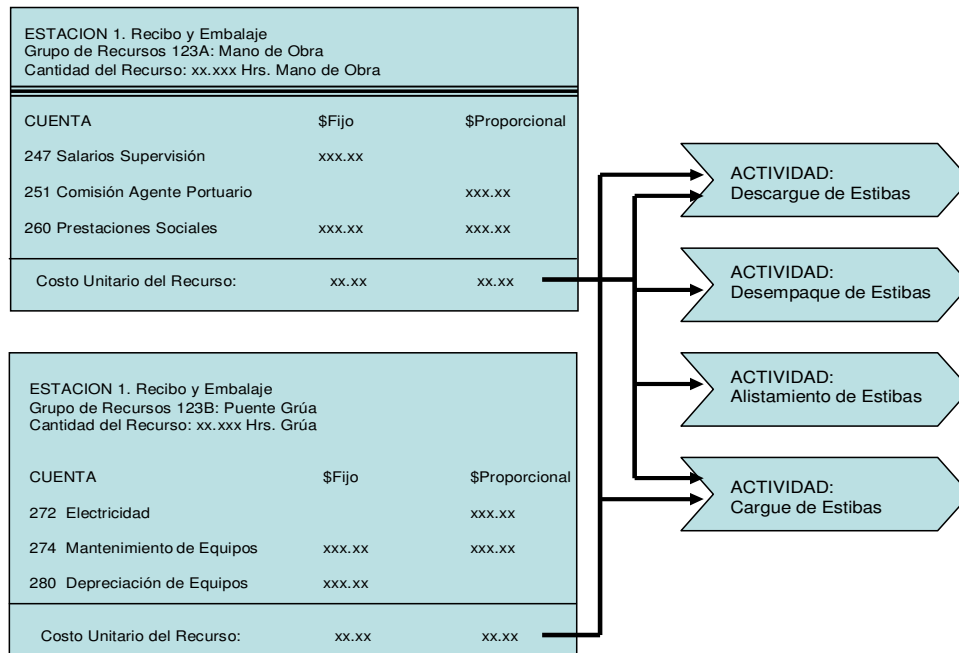 ESTACION 1. Recibo y Embalaje
Grupo de Recursos 123A: Mano de Obra
Cantidad del Recurso: xx.xxx Hrs. Mano de Obra
CUENTA $Fijo $Proporcional
247 Salarios Supervisión xxx.xx
251 Comisión Agente Portuario xxx.xx
260 Prestaciones Sociales xxx.xx xxx.xx
Costo Unitario del Recurso: xx.xx xx.xx
ESTACION 1. Recibo y Embalaje
Grupo de Recursos 123B: Puente Grúa
Cantidad del Recurso: xx.xxx Hrs. Grúa
CUENTA $Fijo $Proporcional
272 Electricidad xxx.xx
274 Mantenimiento de Equipos xxx.xx xxx.xx
280 Depreciación de Equipos xxx.xx
Costo Unitario del Recurso: xx.xx xx.xx
ACTIVIDAD:
Descargue de Estibas
ACTIVIDAD:
Desempaque de Estibas
ACTIVIDAD:
Alistamiento de Estibas
ACTIVIDAD:
Cargue de Estibas